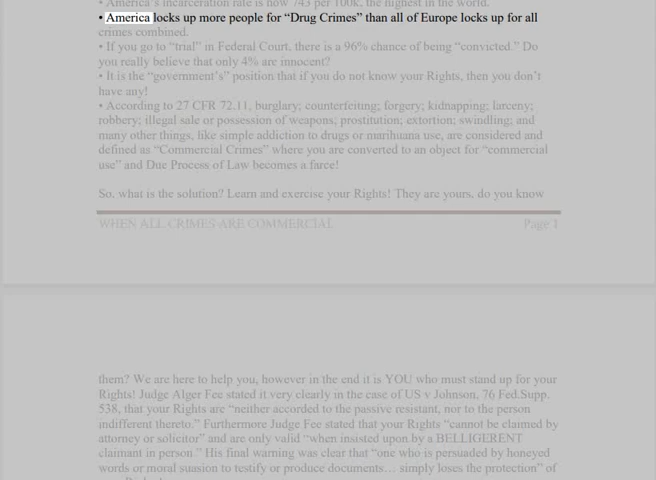 • America's incarceration rate is now 743 per 100k, the highest in the world.
• America locks up more people for “Drug Crimes” than all of Europe locks up for all
crimes combined.
• If you go to “trial” in Federal Court, there is a 96% chance of being “convicted.” Do
you really believe that only 4% are innocent?
• It is the “government’s” position that if you do not know your Rights, then you don’t
have any!
• According to 27 CFR 72.11, burglary; counterfeiting; forgery; kidnapping; larceny;
robbery; illegal sale or possession of weapons; prostitution; extortion; swindling; and
many other things, like simple addiction to drugs or marihuana use, are considered and
defined as “Commercial Crimes” where you are converted to an object for “commercial
use” and Due Process of Law becomes a farce!
So, what is the solution? Learn and exercise your Rights! They are yours, do you know
WHEN ALL CRIMES ARE COMMERCIAL Page 1
them? We are here to help you, however in the end it is YOU who must stand up for your
Rights! Judge Alger Fee stated it very clearly in the case of US v Johnson, 76 Fed.Supp.
538, that your Rights are “neither accorded to the passive resistant, nor to the person
indifferent thereto.” Furthermore Judge Fee stated that your Rights “cannot be claimed by
attorney or solicitor” and are only valid “when insisted upon by a BELLIGERENT
claimant in person.” His final warning was clear that “one who is persuaded by honeyed
words or moral suasion to testify or produce documents… simply loses the protection” of